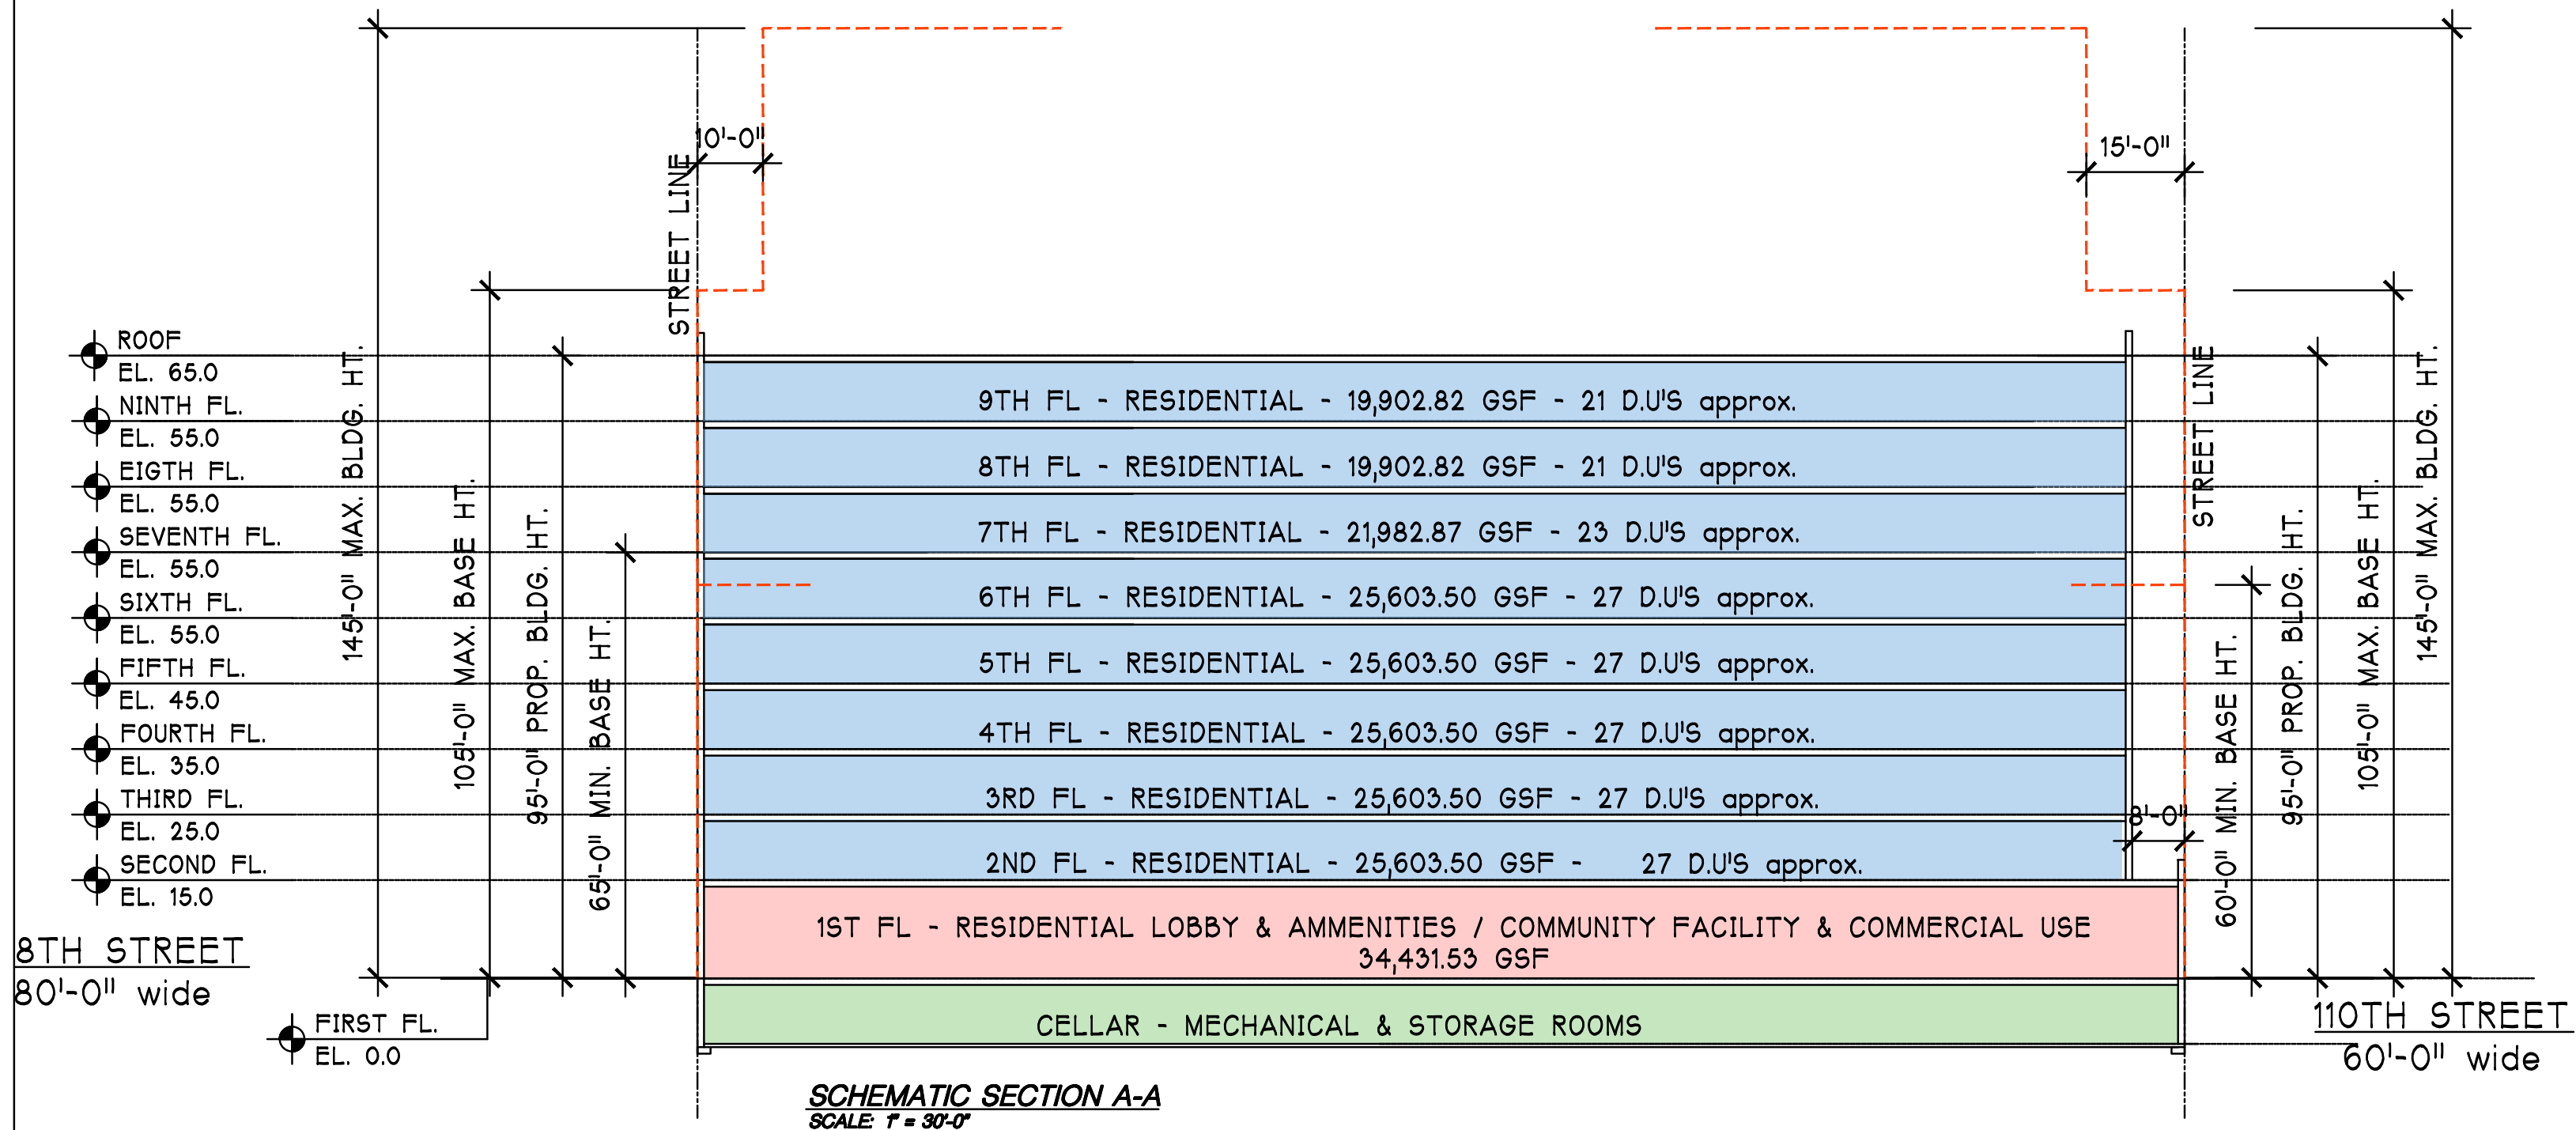 10'-0"
15'-0"
STREET LINE
ROOF
EL. 65.0
NINTH FL.
EL. 55.0
EIGTH FL.
EL. 55.0
SEVENTH FL.
EL. 55.0
SIXTH FL.
EL. 55.0
FIFTH FL.
EL. 45.0
FOURTH FL.
EL. 35.0
THIRD FL.
EL. 25.0
SECOND FL.
EL. 15.0
8TH STREET
80'-0" wide
FIRST FL.
EL. 0.0
145'-0" MAX. BLDG. HT.
105'-0" MAX. BASE HT.
95'-0" PROP. BLDG. HT.
65'-0" MIN. BASE HT.
9TH FL - RESIDENTIAL - 19,902.82 GSF - 21 D.U'S approx.
8TH FL - RESIDENTIAL - 19,902.82 GSF - 21 D.U'S approx.
7TH FL - RESIDENTIAL - 21,982.87 GSF - 23 D.U'S approx.
6TH FL - RESIDENTIAL - 25,603.50 GSF - 27 D.U'S approx.
5TH FL - RESIDENTIAL - 25,603.50 GSF - 27 D.U'S approx.
4TH FL - RESIDENTIAL - 25,603.50 GSF - 27 D.U'S approx.
3RD FL - RESIDENTIAL - 25,603.50 GSF - 27 D.U'S approx.
2ND FL - RESIDENTIAL - 25,603.50 GSF - 27 D.U'S approx.
1ST FL - RESIDENTIAL LOBBY & AMMENITIES / COMMUNITY FACILITY & COMMERCIAL USE
34,431.53 GSF
CELLAR - MECHANICAL & STORAGE ROOMS
8'-0"
STREET LINE
60'-0" MIN. BASE HT.
95'-0" PROP. BLDG. HT.
105'-0" MAX. BASE HT.
145'-0" MAX. BLDG. HT.
110TH STREET
60'-0" wide
SCHEMATIC SECTION A-A
SCALE: 1" = 30'-0"